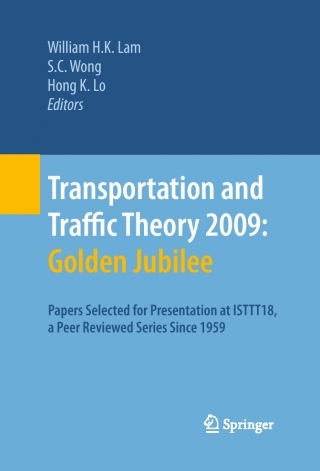 William H.K. Lam
S.C. Wong
Hong K. Lo
Editors
Transportation and
Traffic Theory 2009:
Golden Jubilee
Papers Selected for Presentation at ISTTT18,
a Peer Reviewed Series Since 1959
Springer